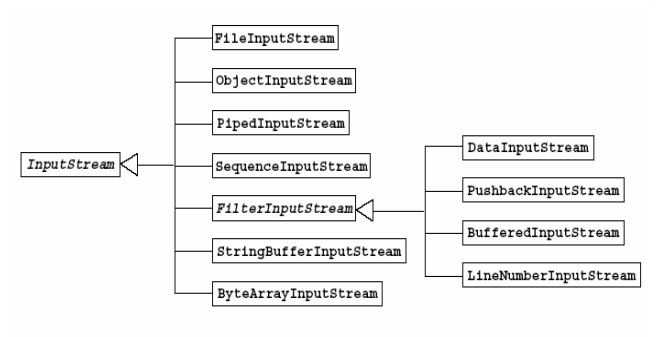 FileInputStream
ObjectInputStream
PipedInputStream
InputStream
SequenceInputStream
FilterInputStream
StringBufferInputStream
ByteArrayInputStream
DataInputStream
PushbackInputStream
BufferedInputStream
LineNumberInputStream